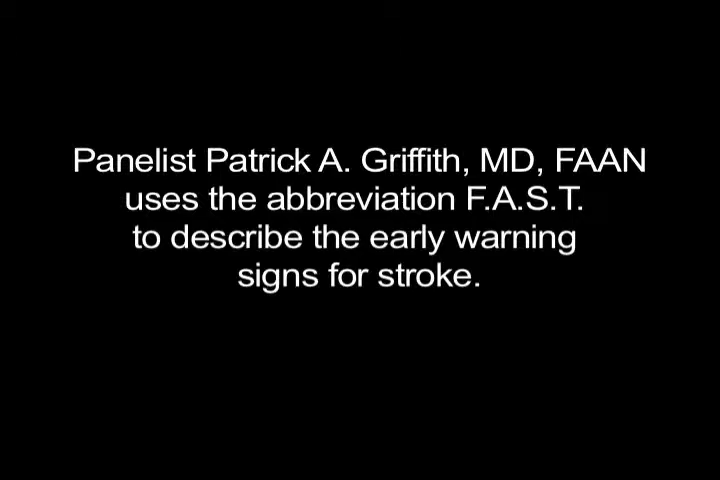 Panelist Patrick A. Griffith, MD, FAAN
uses the abbreviation F.A.S.T.
to describe the early warning
signs for stroke.